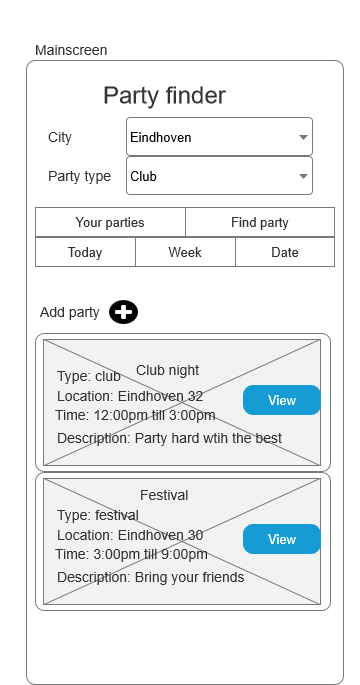 Mainscreen
Party finder
City Eindhoven
Party type Club
Your parties Find party
Today Week Date
Add party
Club night
Type: club
Location: Eindhoven 32
View
Time: 12:00pm till 3:00pm
Description: Party hard wtih the best
Festival
Type: festival
Location: Eindhoven 30
View
Time: 3:00pm till 9:00pm
Description: Bring your friends